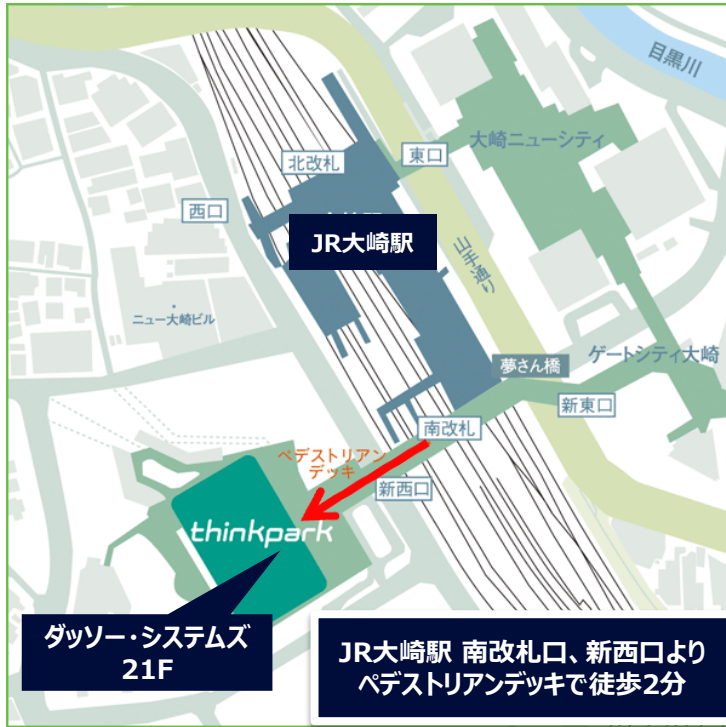 目黒川
大崎ニューシティ
東口
北改札
西口
JR大崎駅
山手通り
ニュー大崎ビル
ゲートシティ大崎
夢さん橋
新東口
南改札
ペデストリアン
デッキ
新西口
thinkpark
ダッソー・システムズ
21F
JR大崎駅 南改札口、新西口より
ペデストリアンデッキで徒歩2分